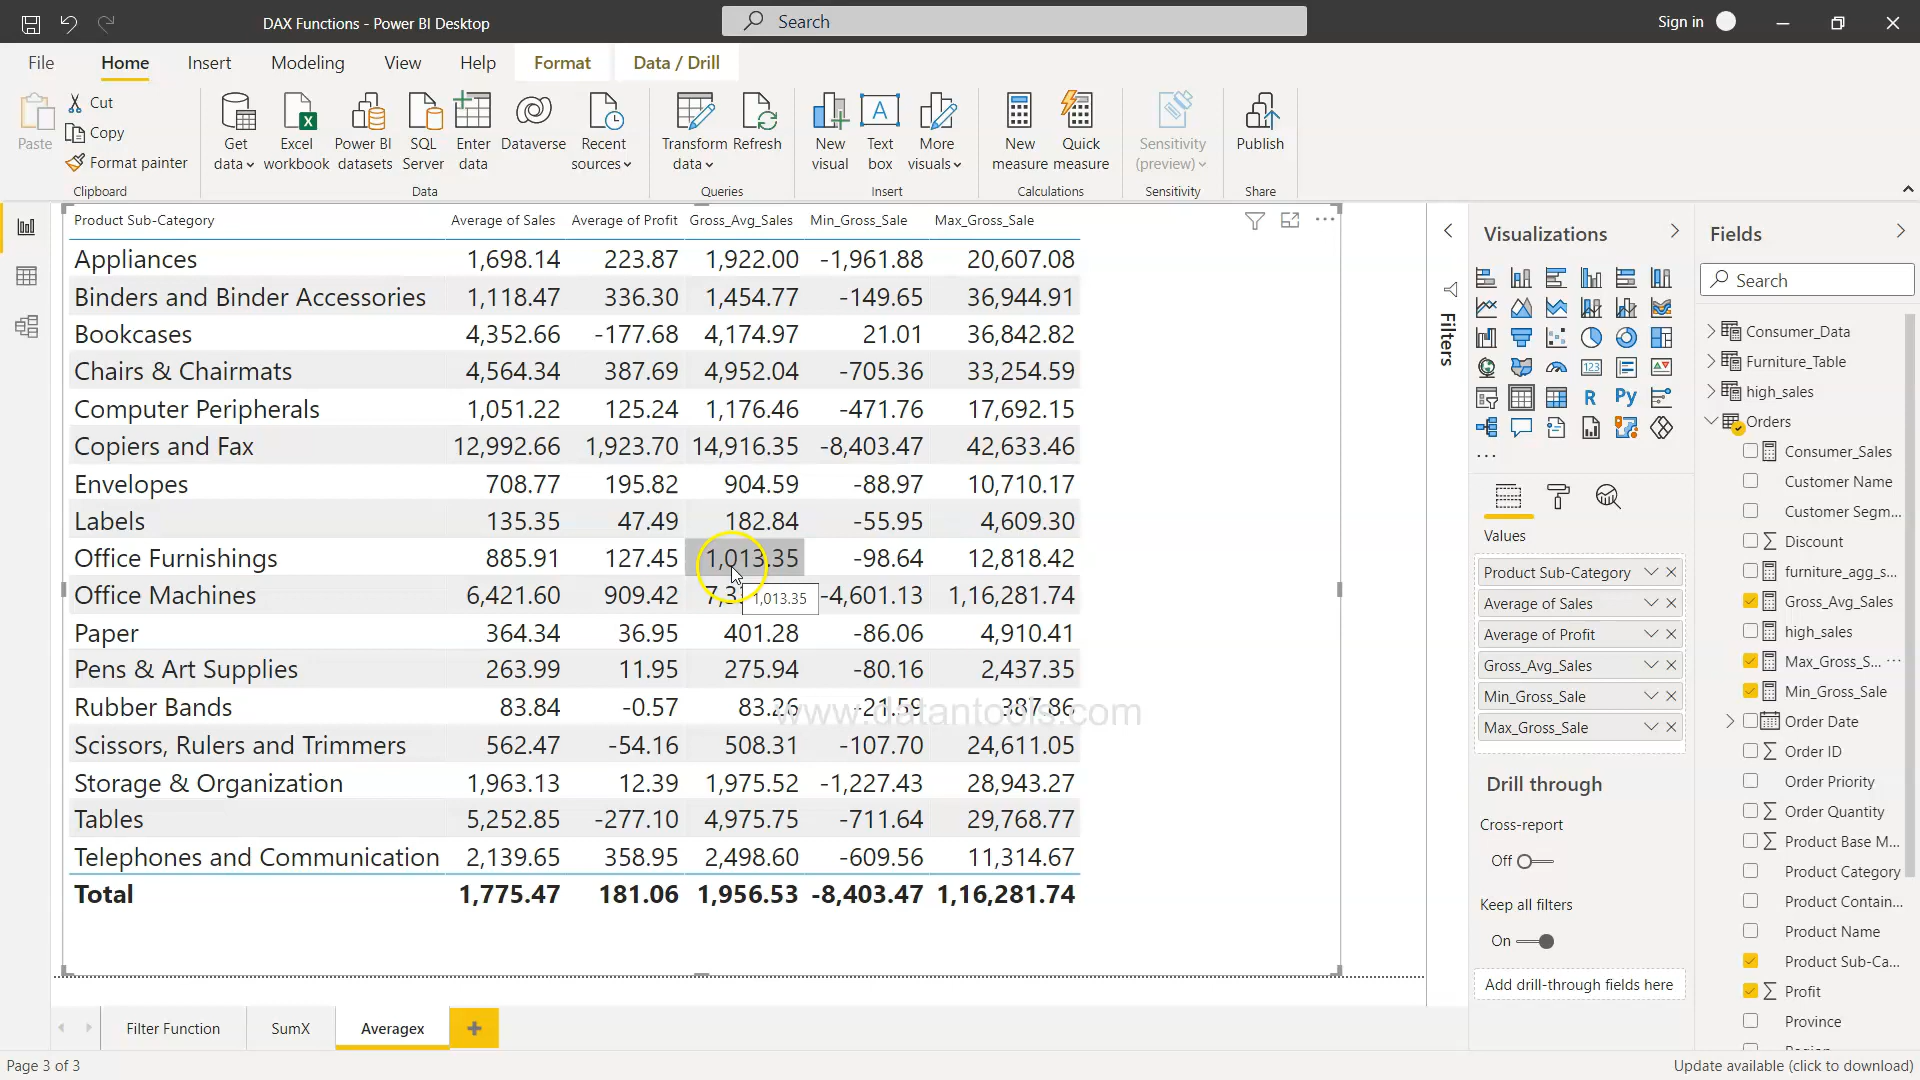 DAX Functions - Power BI Desktop
Search
Sign in
File Home Insert Modeling View Help Format Data / Drill
Paste
Cut
Copy
Format painter
Clipboard
Get data
Excel workbook
Power BI datasets
SQL Server
Enter data
Dataverse
Recent sources
Data
Transform data
Refresh
Queries
New visual
Text box
More visuals
Insert
New measure
Quick measure
Calculations
Sensitivity (preview)
Sensitivity
Publish
Share
Product Sub-Category Average of Sales Average of Profit Gross_Avg_Sales Min_Gross_Sale Max_Gross_Sale
Appliances 1,698.14 223.87 1,922.00 -1,961.88 20,607.08
Binders and Binder Accessories 1,118.47 336.30 1,454.77 -149.65 36,944.91
Bookcases 4,352.66 -177.68 4,174.97 21.01 36,842.82
Chairs & Chairmats 4,564.34 387.69 4,952.04 -705.36 33,254.59
Computer Peripherals 1,051.22 125.24 1,176.46 -471.76 17,692.15
Copiers and Fax 12,992.66 1,923.70 14,916.35 -8,403.47 42,633.46
Envelopes 708.77 195.82 904.59 -88.97 10,710.17
Labels 135.35 47.49 182.84 -55.95 4,609.30
Office Furnishings 885.91 127.45 1,013.35 -98.64 12,818.42
Office Machines 6,421.60 909.42 -4,601.13 1,16,281.74
1,013.35
Paper 364.34 36.95 401.28 -86.06 4,910.41
Pens & Art Supplies 263.99 11.95 275.94 -80.16 2,437.35
Rubber Bands 83.84 -0.57 83.26 -21.59 387.86
www.datantools.com
Scissors, Rulers and Trimmers 562.47 -54.16 508.31 -107.70 24,611.05
Storage & Organization 1,963.13 12.39 1,975.52 -1,227.43 28,943.27
Tables 5,252.85 -277.10 4,975.75 -711.64 29,768.77
Telephones and Communication 2,139.65 358.95 2,498.60 -609.56 11,314.67
Total 1,775.47 181.06 1,956.53 -8,403.47 1,16,281.74
Filters
Visualizations
123
R
Py
...
Values
Product Sub-Category
Average of Sales
Average of Profit
Gross_Avg_Sales
Min_Gross_Sale
Max_Gross_Sale
Drill through
Cross-report
Off
Keep all filters
On
Add drill-through fields here
Fields
Search
Consumer_Data
Furniture_Table
high_sales
Orders
Consumer_Sales
Customer Name
Customer Segm...
Discount
furniture_agg_s...
Gross_Avg_Sales
high_sales
Max_Gross_S...
Min_Gross_Sale
Order Date
Order ID
Order Priority
Order Quantity
Product Base M...
Product Category
Product Contain...
Product Name
Product Sub-Ca...
Profit
Province
Filter Function SumX Averagex
Page 3 of 3
Update available (click to download)